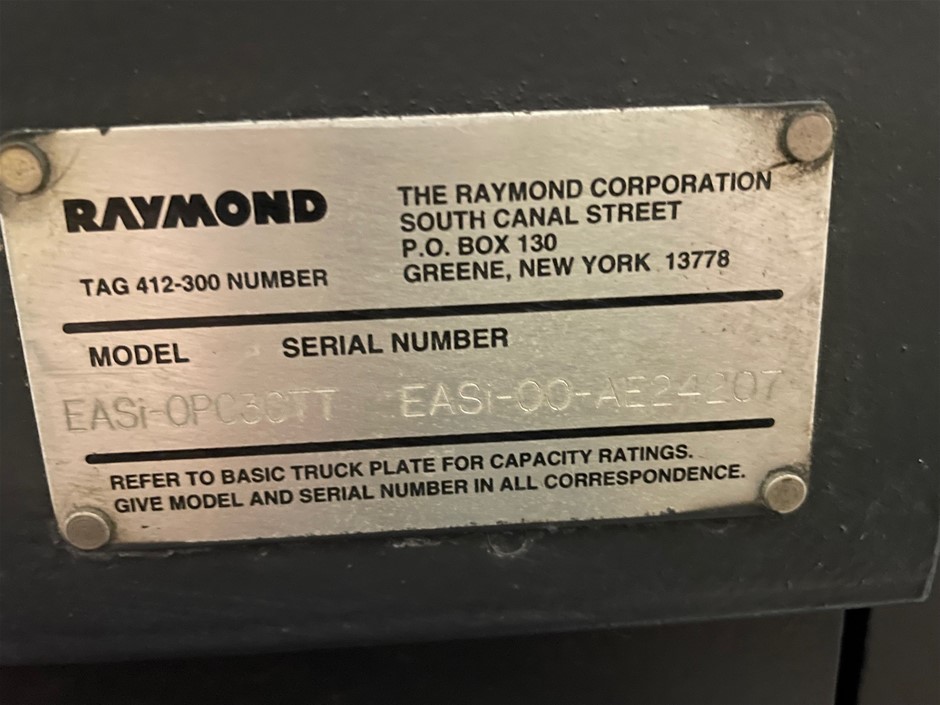 RAYMOND
THE RAYMOND CORPORATION
SOUTH CANAL STREET
P.O. BOX 130
GREENE, NEW YORK 13778
TAG 412-300 NUMBER
MODEL SERIAL NUMBER
EASi-OPC30TT EASi-00-AE24207
REFER TO BASIC TRUCK PLATE FOR CAPACITY RATINGS.
GIVE MODEL AND SERIAL NUMBER IN ALL CORRESPONDENCE.